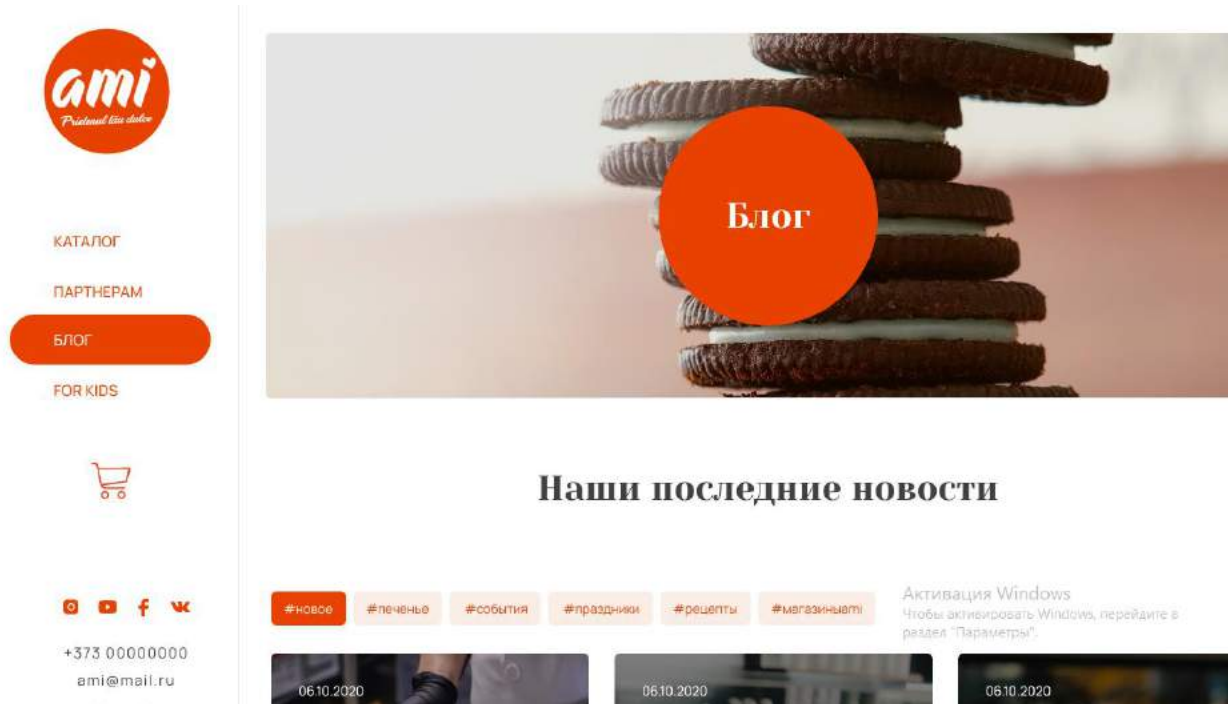 ami
Prietenul tău dulce
КАТАЛОГ
ПАРТНЕРАМ
БЛОГ
FOR KIDS
+373 00000000
ami@mail.ru
Блог
Наши последние новости
#новое #печенье #события #праздники #рецепты #магазиныami
Активация Windows
Чтобы активировать Windows, перейдите в
раздел "Параметры".
06.10.2020 06.10.2020 06.10.2020